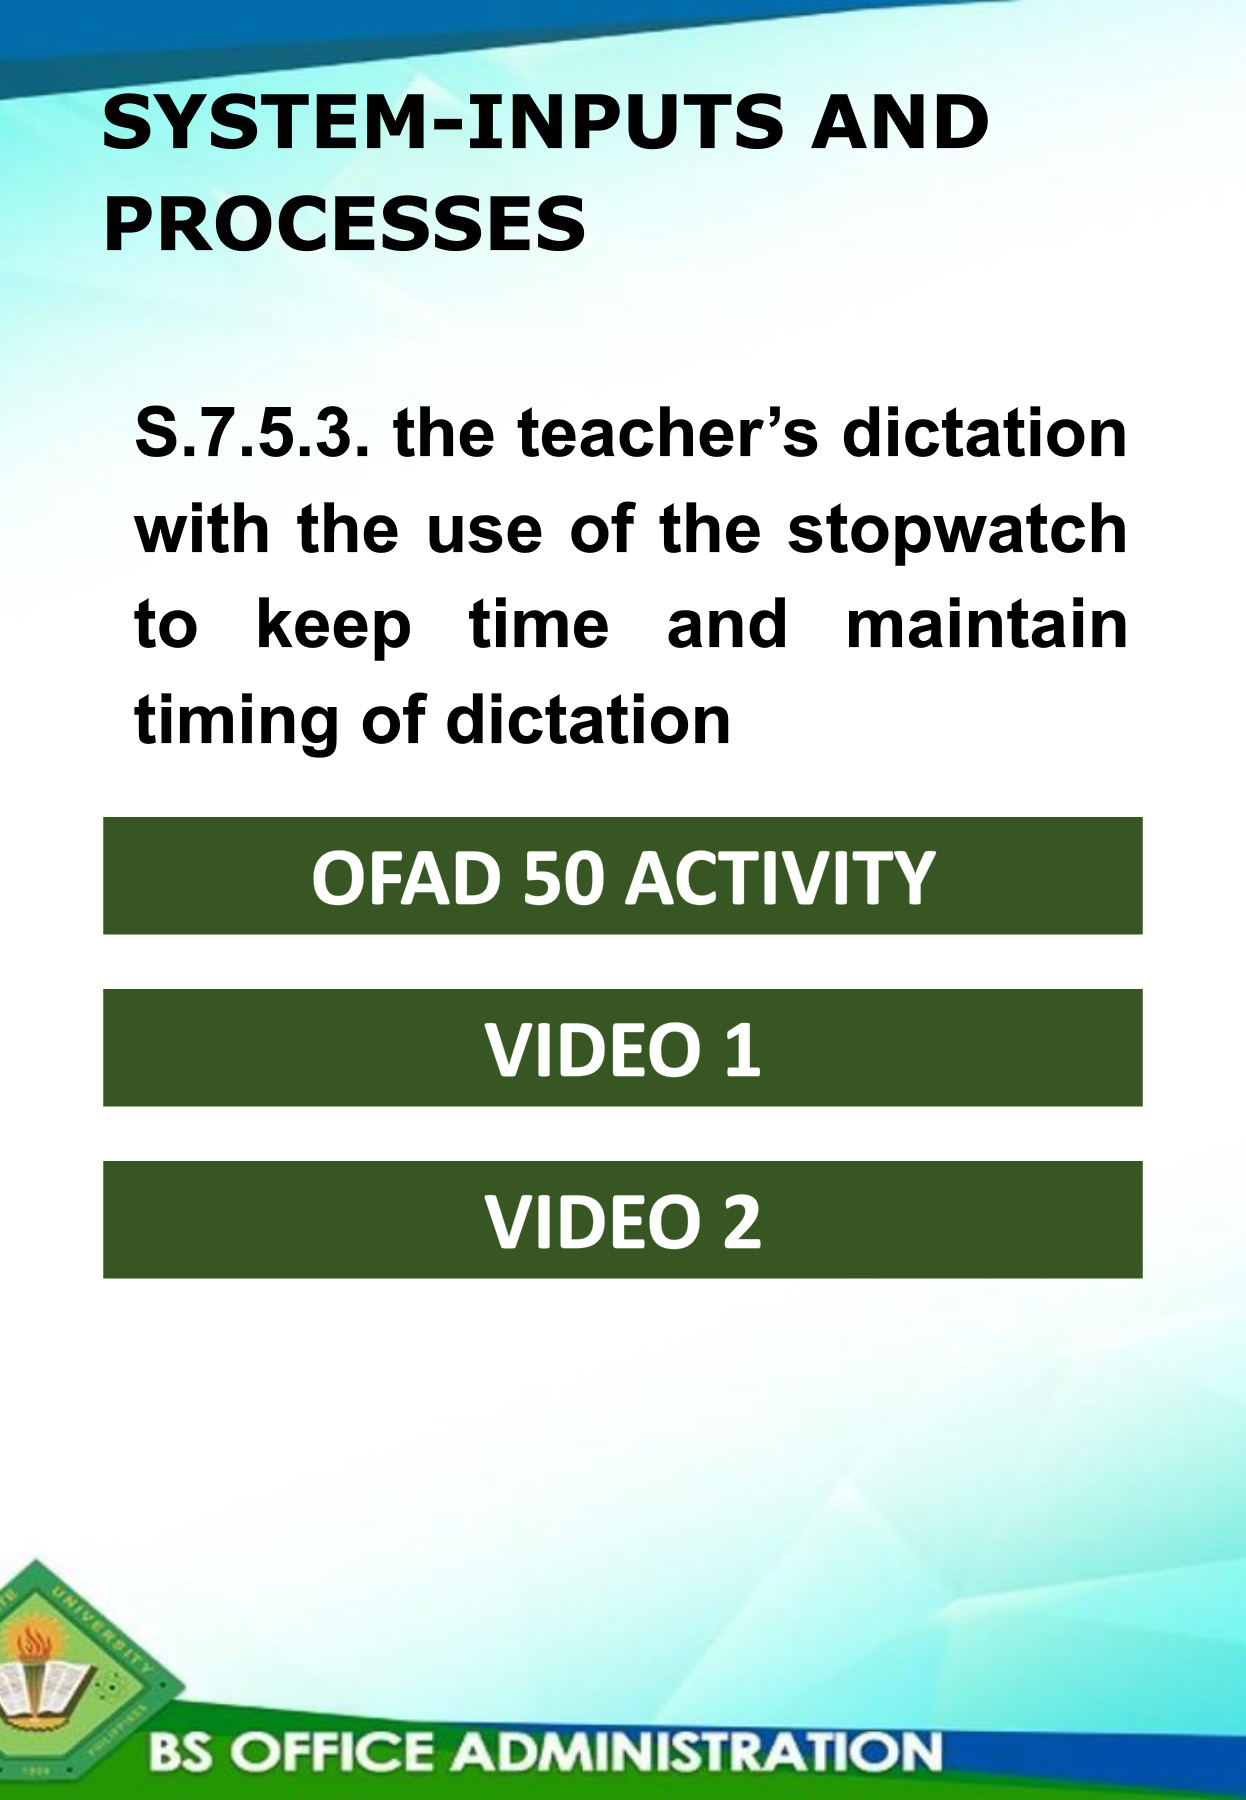 SYSTEM-INPUTS AND
PROCESSES
S.7.5.3. the teacher’s dictation
with the use of the stopwatch
to keep time and maintain
timing of dictation
OFAD 50 ACTIVITY
VIDEO 1
VIDEO 2
UNIVERSITY
PHILIPPINES
BS OFFICE ADMINISTRATION